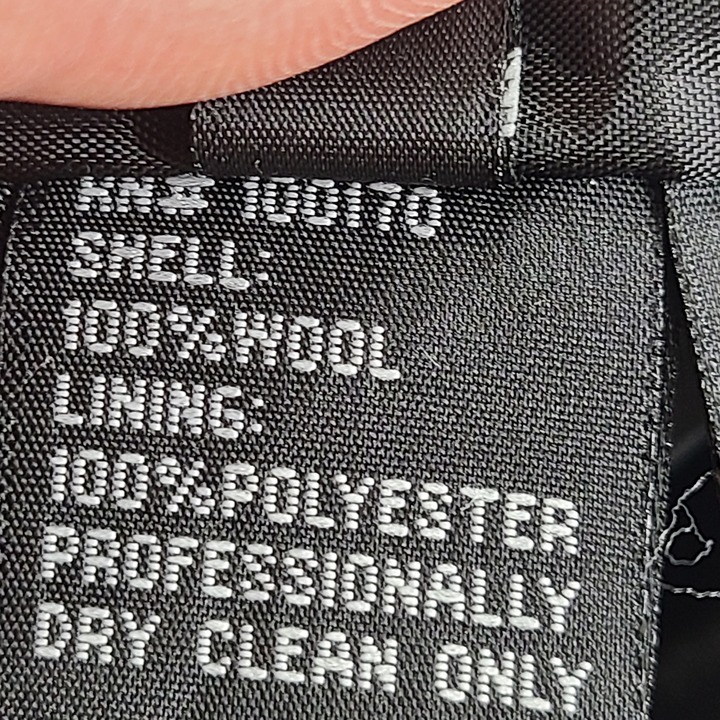 RN# 100170
SHELL:
100%WOOL
LINING:
100%POLYESTER
PROFESSIONALLY
DRY CLEAN ONLY